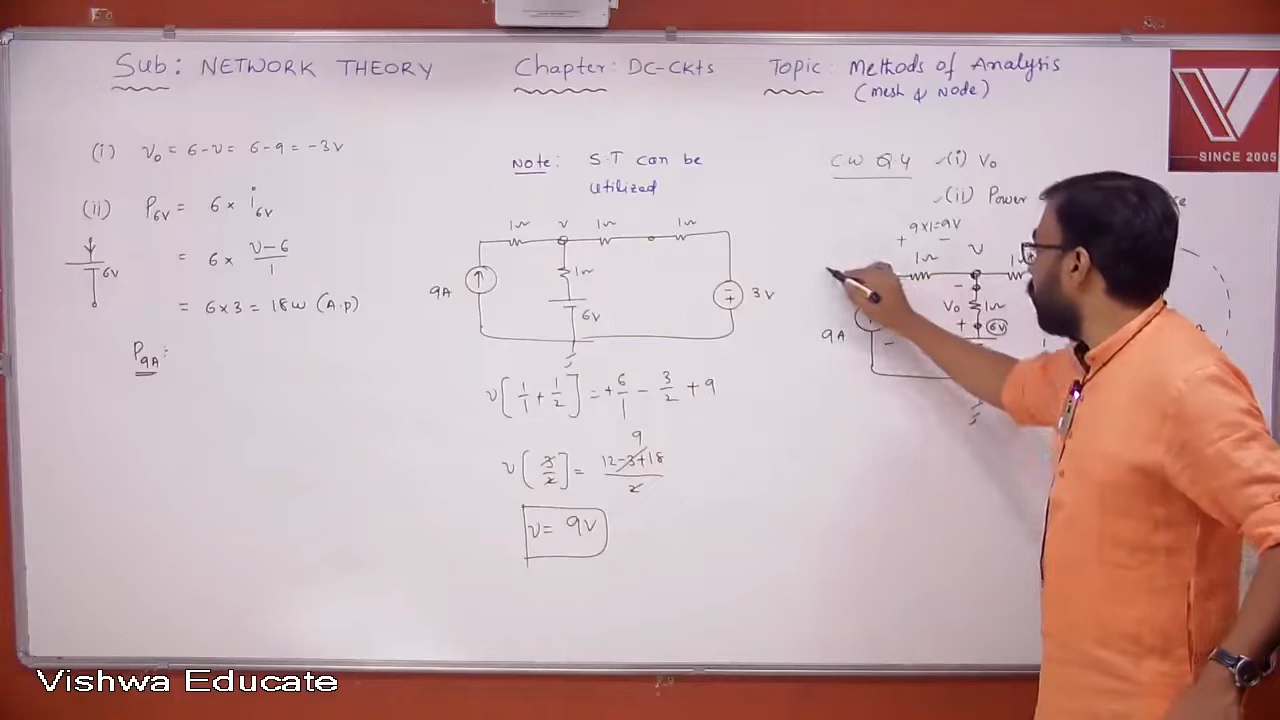 Sub: NETWORK THEORY
Chapter: DC-Ckts
Topic: Methods of Analysis
(mesh & Node)
SINCE 2005
(i) v₀ = 6-v = 6-9 = -3v
(ii) P₆ᵥ = 6 × i₆ᵥ
= 6 × (v-6)/1
= 6×3 = 18w (A.p)
6v
P₉ₐ:
Note: S.T can be
utilized
1Ω v 1Ω 1Ω
1Ω
9A
6v
3v
v[1/1 + 1/2] = +6/1 - 3/2 + 9
v[3/2] = (12-3+18)/2
9
v = 9v
CW Q.4 (i) V₀
(ii) Power
9×1=9V
+ -
1Ω
v
-
V₀ 1Ω
+ 6v
9A
-
Vishwa Educate